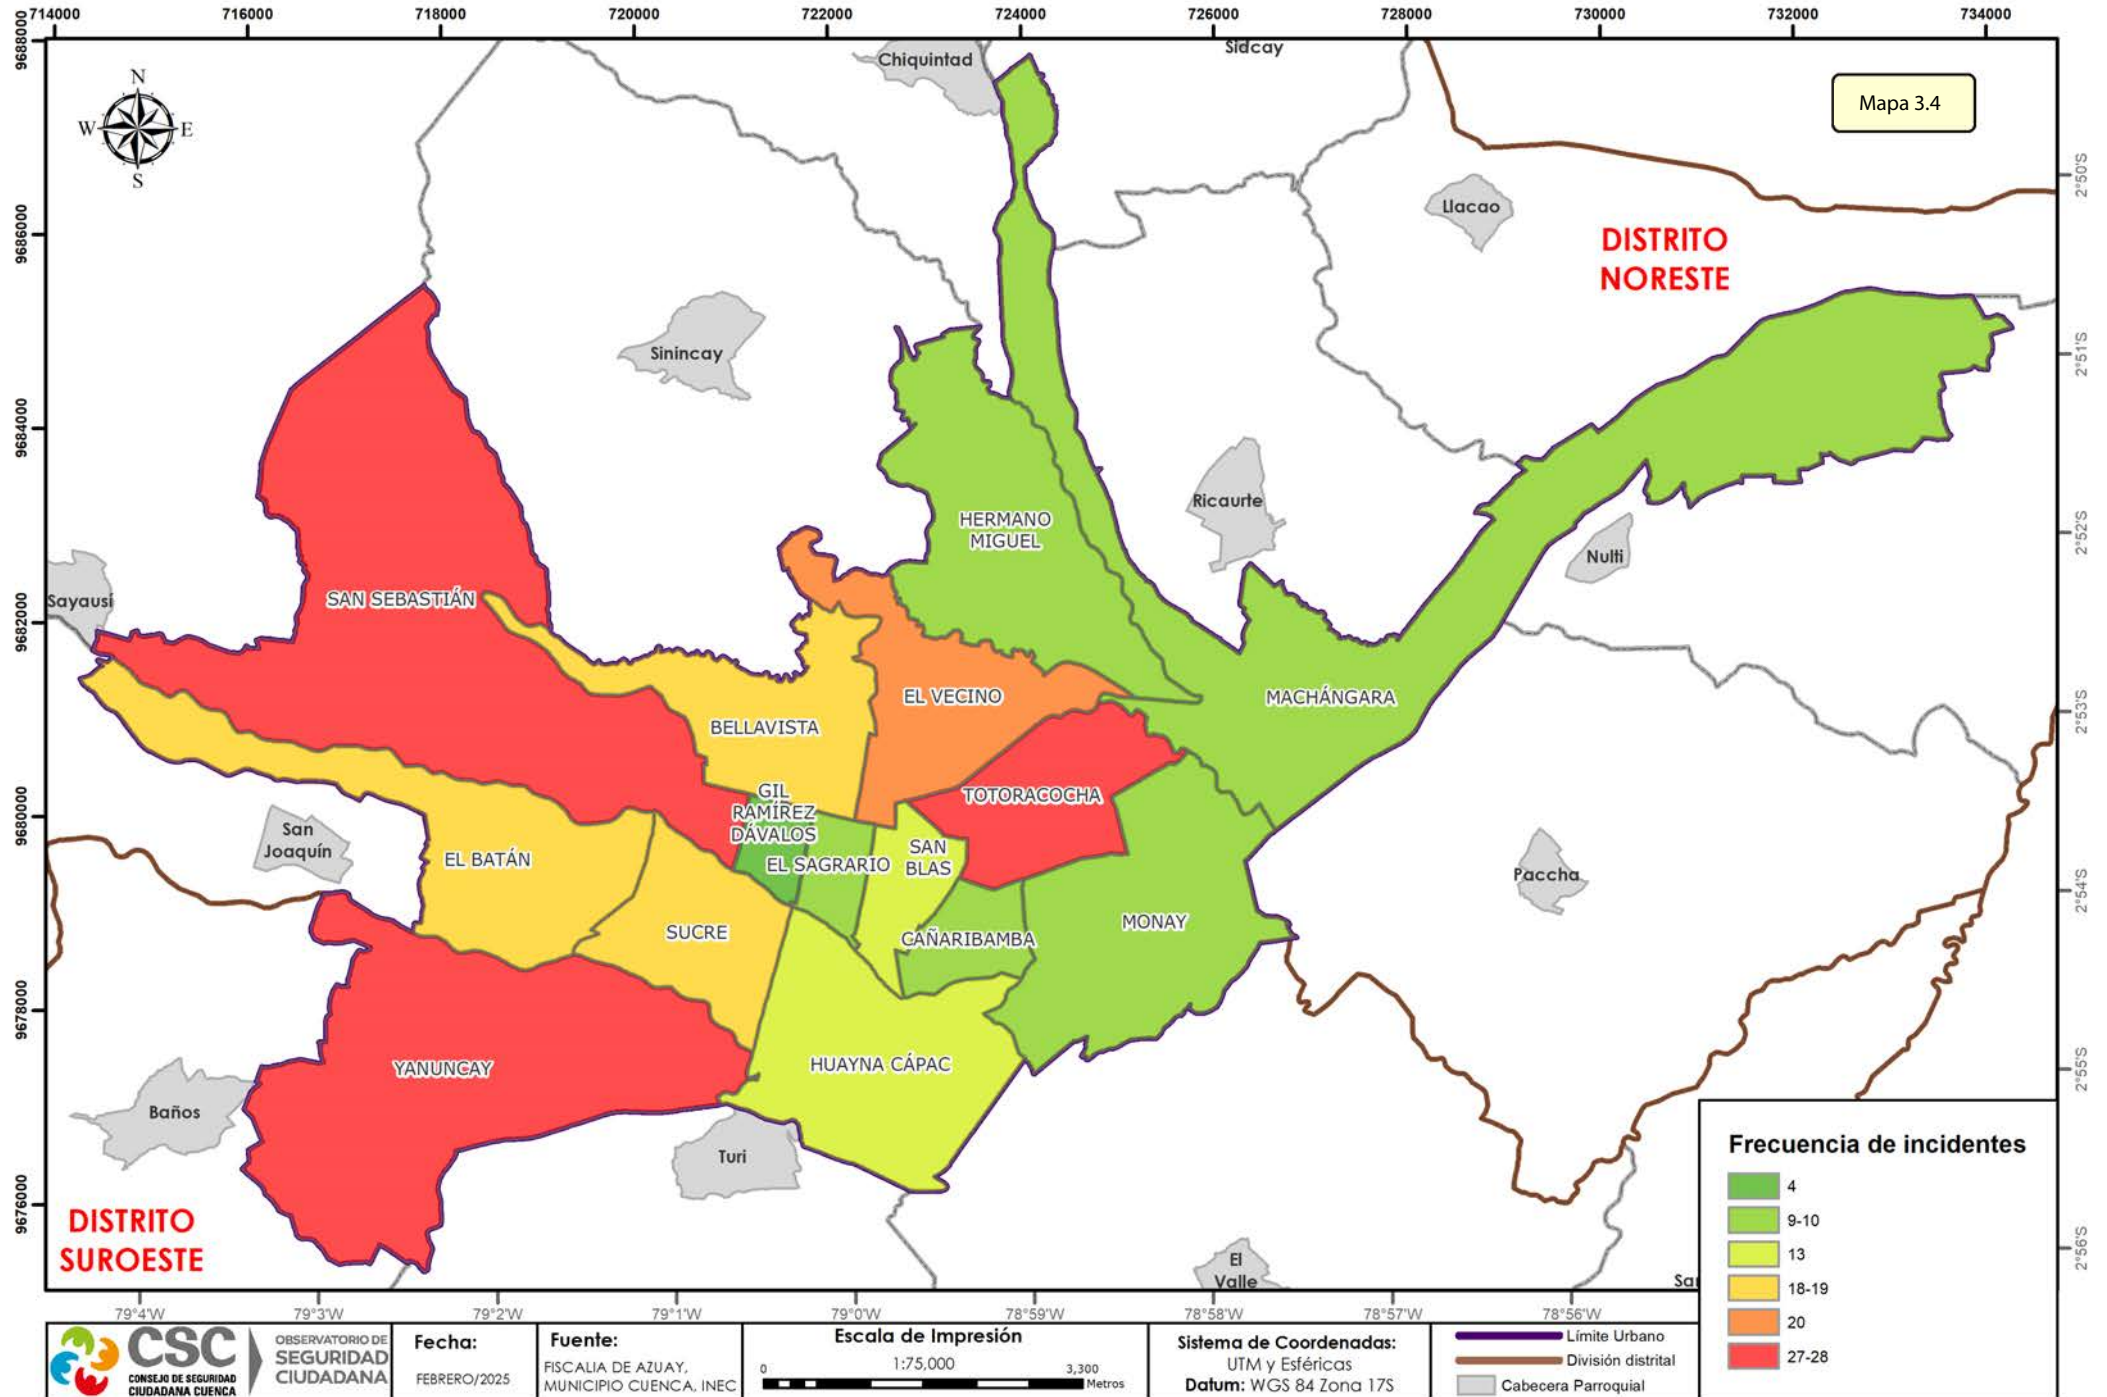 714000
716000
718000
720000
722000
724000
726000
728000
730000
732000
734000
9688000
9686000
9684000
9682000
9680000
9678000
9676000
2°50'S
2°51'S
2°52'S
2°53'S
2°54'S
2°55'S
2°56'S
N
W
E
S
Mapa 3.4
Chiquintad
Sidcay
Llacao
DISTRITO
NORESTE
Sinincay
Ricaurte
Nulti
HERMANO
MIGUEL
Sayausí
SAN SEBASTIÁN
EL VECINO
MACHÁNGARA
BELLAVISTA
GIL
RAMÍREZ
DÁVALOS
TOTORACOCHA
San
Joaquín
EL BATÁN
EL SAGRARIO
SAN
BLAS
Paccha
SUCRE
CAÑARIBAMBA
MONAY
YANUNCAY
HUAYNA CÁPAC
Baños
Turi
DISTRITO
SUROESTE
El
Valle
Frecuencia de incidentes
4
9-10
13
18-19
20
27-28
79°4'W
79°3'W
79°2'W
79°1'W
79°0'W
78°59'W
78°58'W
78°57'W
78°56'W
CSC
CONSEJO DE SEGURIDAD
CIUDADANA CUENCA
OBSERVATORIO DE
SEGURIDAD
CIUDADANA
Fecha:
FEBRERO/2025
Fuente:
FISCALIA DE AZUAY,
MUNICIPIO CUENCA, INEC
Escala de Impresión
1:75,000
0
3,300
Metros
Sistema de Coordenadas:
UTM y Esféricas
Datum: WGS 84 Zona 17S
Límite Urbano
División distrital
Cabecera Parroquial